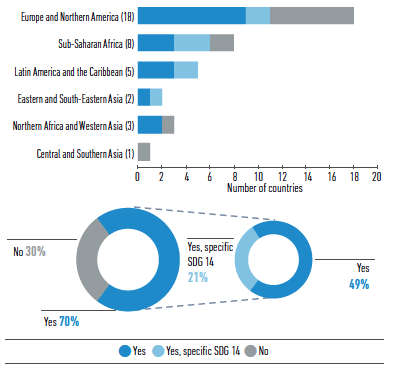 Europe and Northern America (18)
Sub-Saharan Africa (8)
Latin America and the Caribbean (5)
Eastern and South-Eastern Asia (2)
Northern Africa and Western Asia (3)
Central and Southern Asia (1)
0 2 4 6 8 10 12 14 16 18 20
Number of countries
No 30%
Yes, specific
SDG 14
21%
Yes
49%
Yes 70%
Yes Yes, specific SDG 14 No